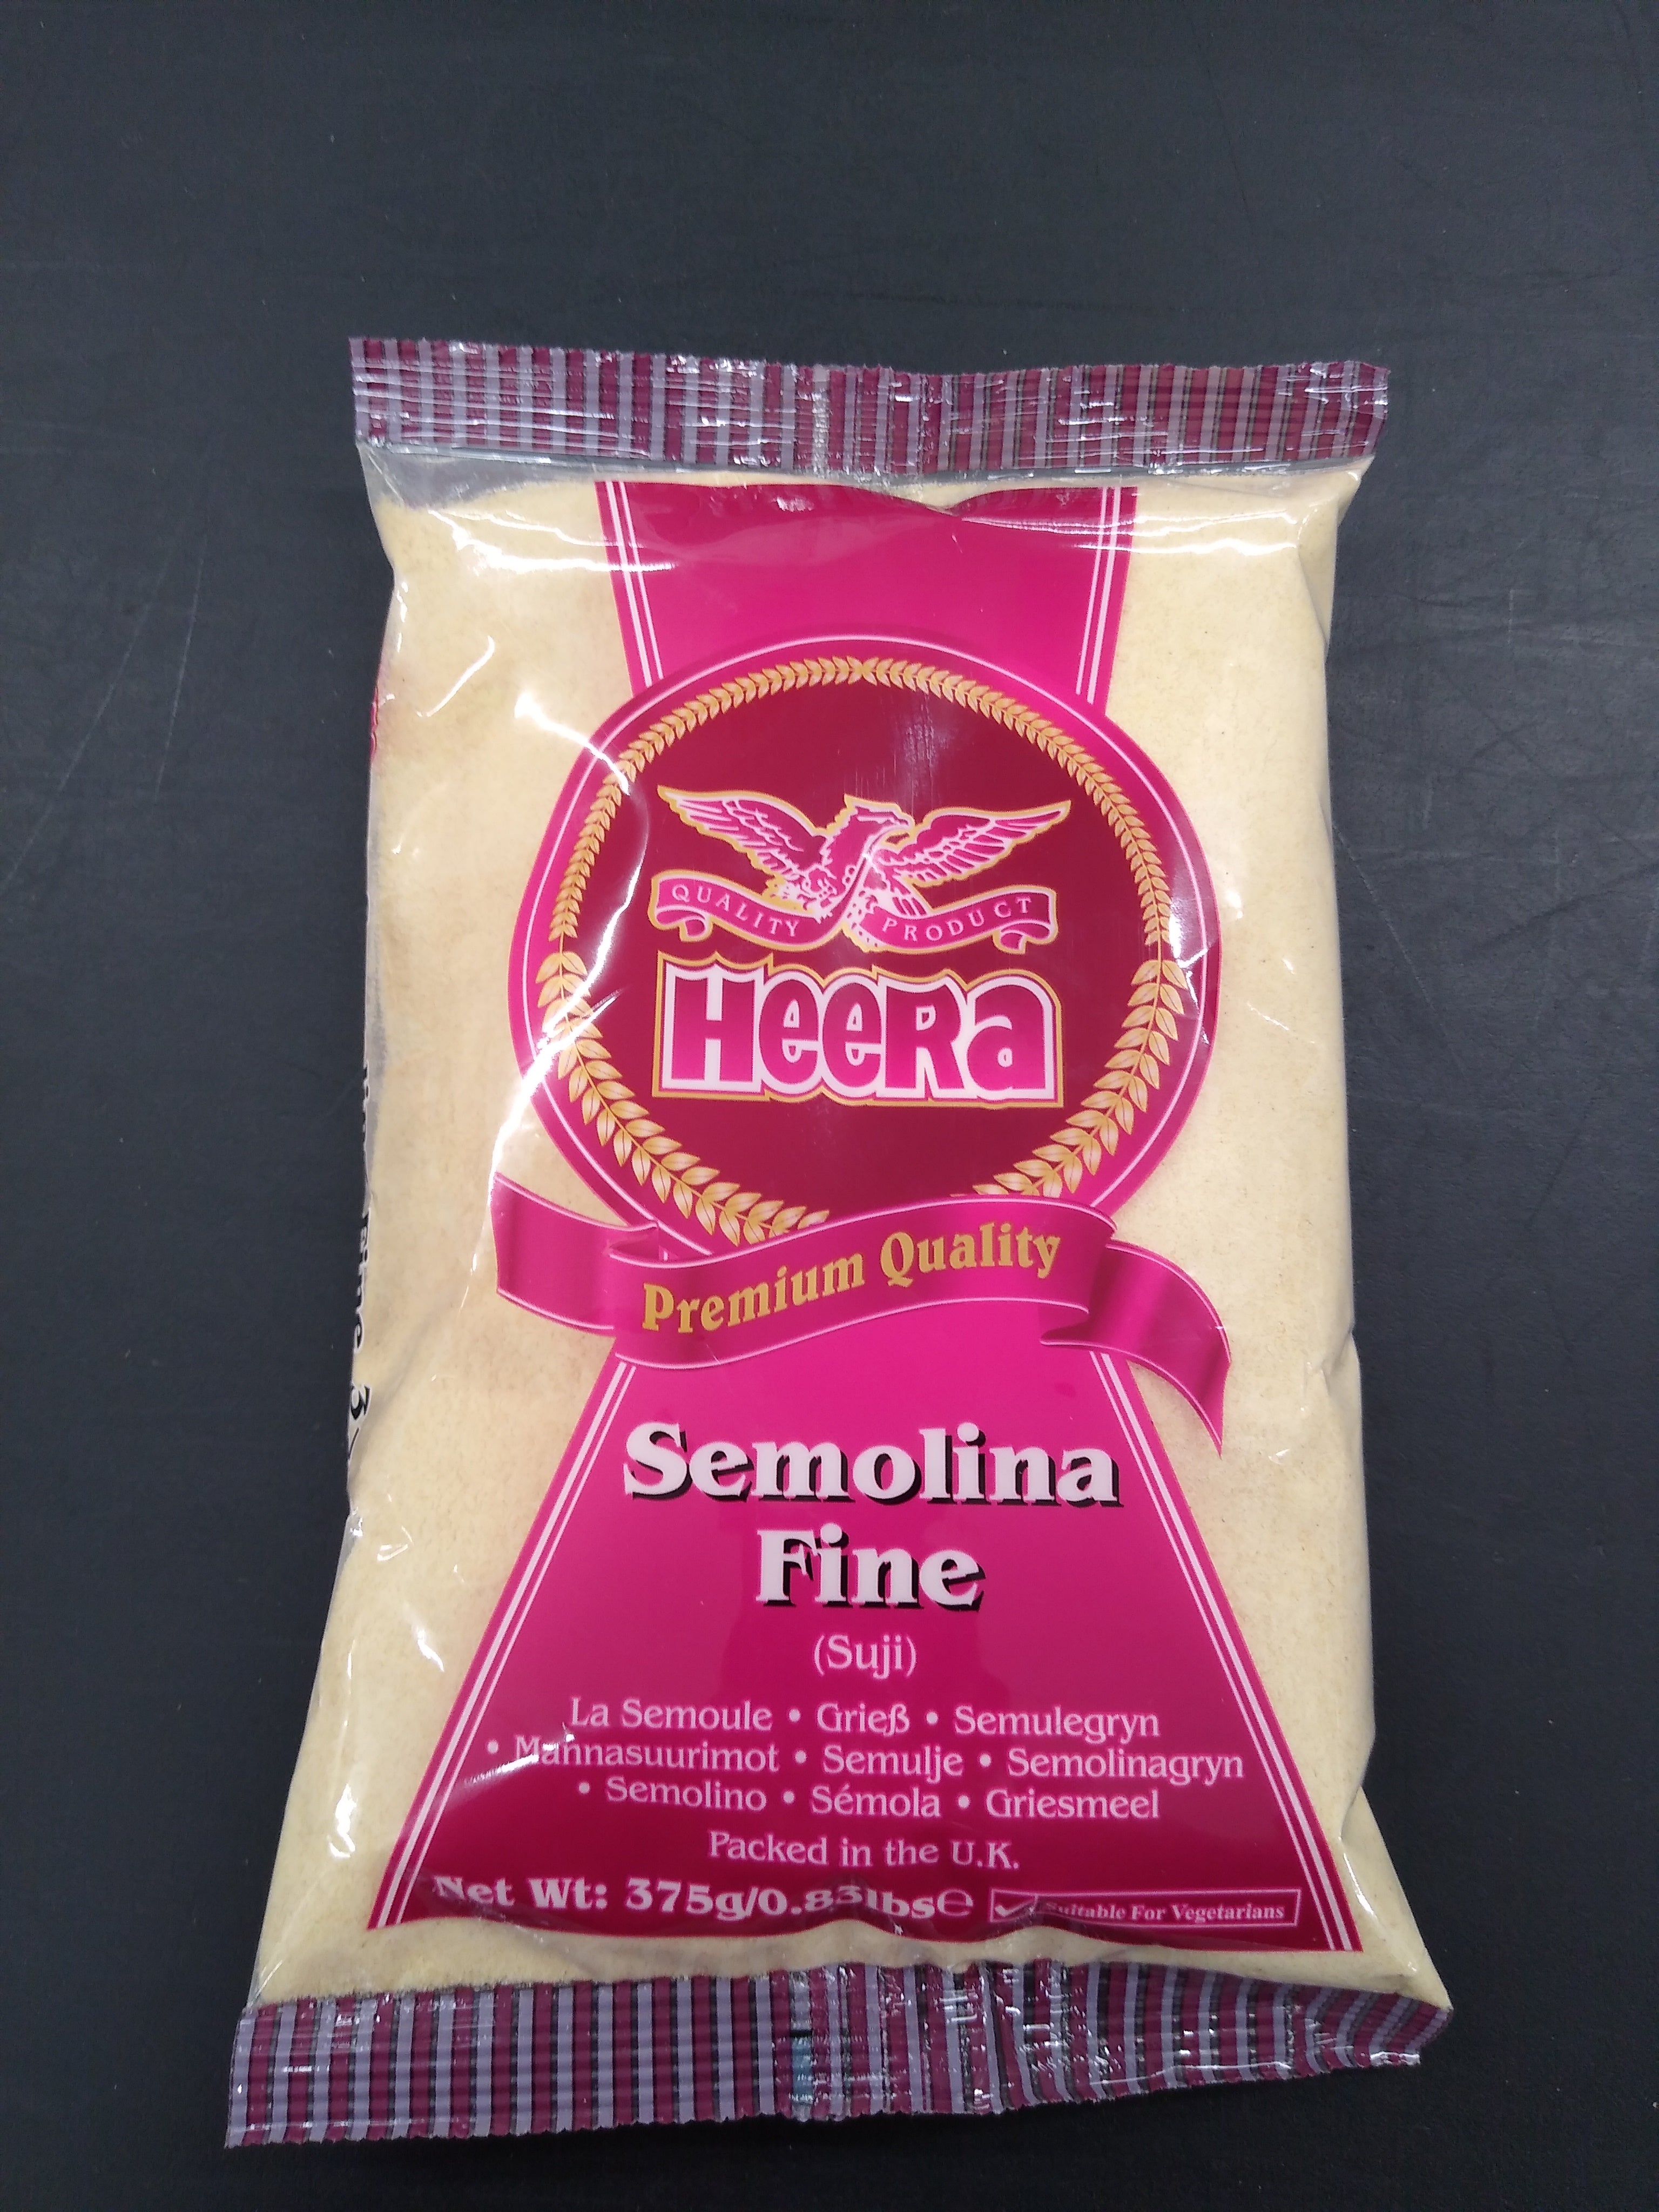 QUALITY PRODUCT
HeeRa
Premium Quality
Semolina
Fine
(Suji)
La Semoule • Grieß • Semulegryn
• Mannasuurimot • Semulje • Semolinagryn
• Semolino • Sémola • Griesmeel
Packed in the U.K.
Net Wt: 375g/0.83lbs℮ Suitable For Vegetarians